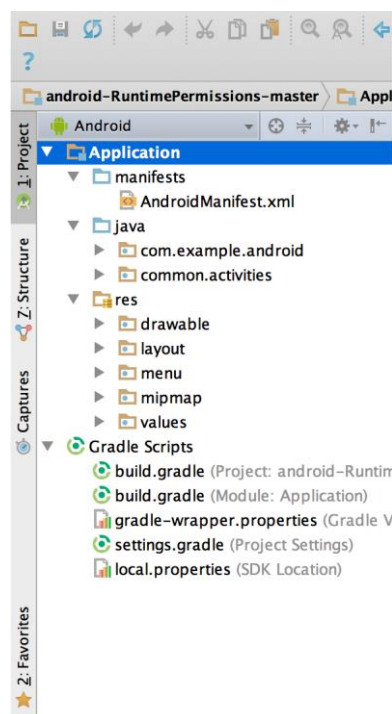 ?
android-RuntimePermissions-master
Appl
Android
1: Project
Application
manifests
AndroidManifest.xml
java
com.example.android
common.activities
Z: Structure
res
drawable
layout
menu
mipmap
values
Captures
Gradle Scripts
build.gradle (Project: android-Runtim
build.gradle (Module: Application)
gradle-wrapper.properties (Gradle V
settings.gradle (Project Settings)
local.properties (SDK Location)
2: Favorites